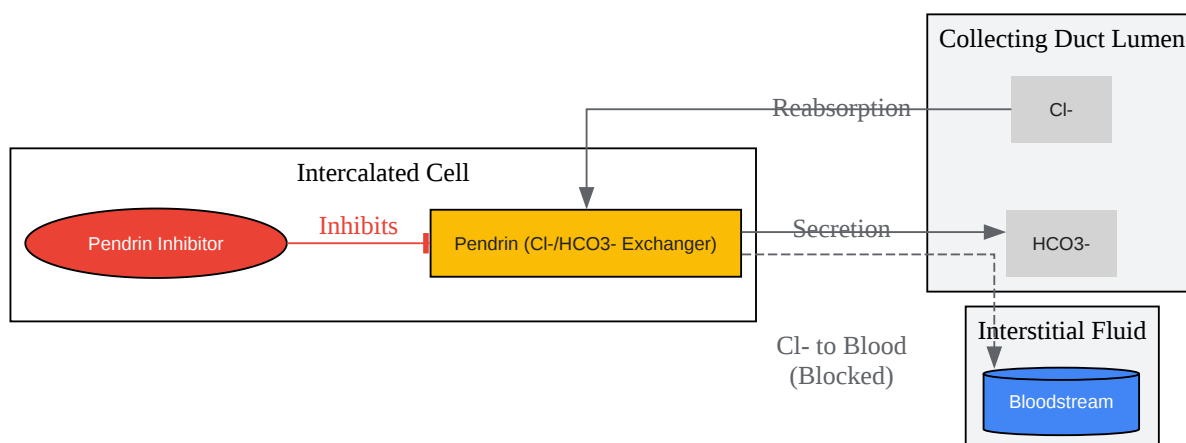 Collecting Duct Lumen
Cl-
Reabsorption
Intercalated Cell
Pendrin Inhibitor
Inhibits
Pendrin (Cl-/HCO3- Exchanger)
Secretion
HCO3-
Interstitial Fluid
Cl- to Blood
(Blocked)
Bloodstream